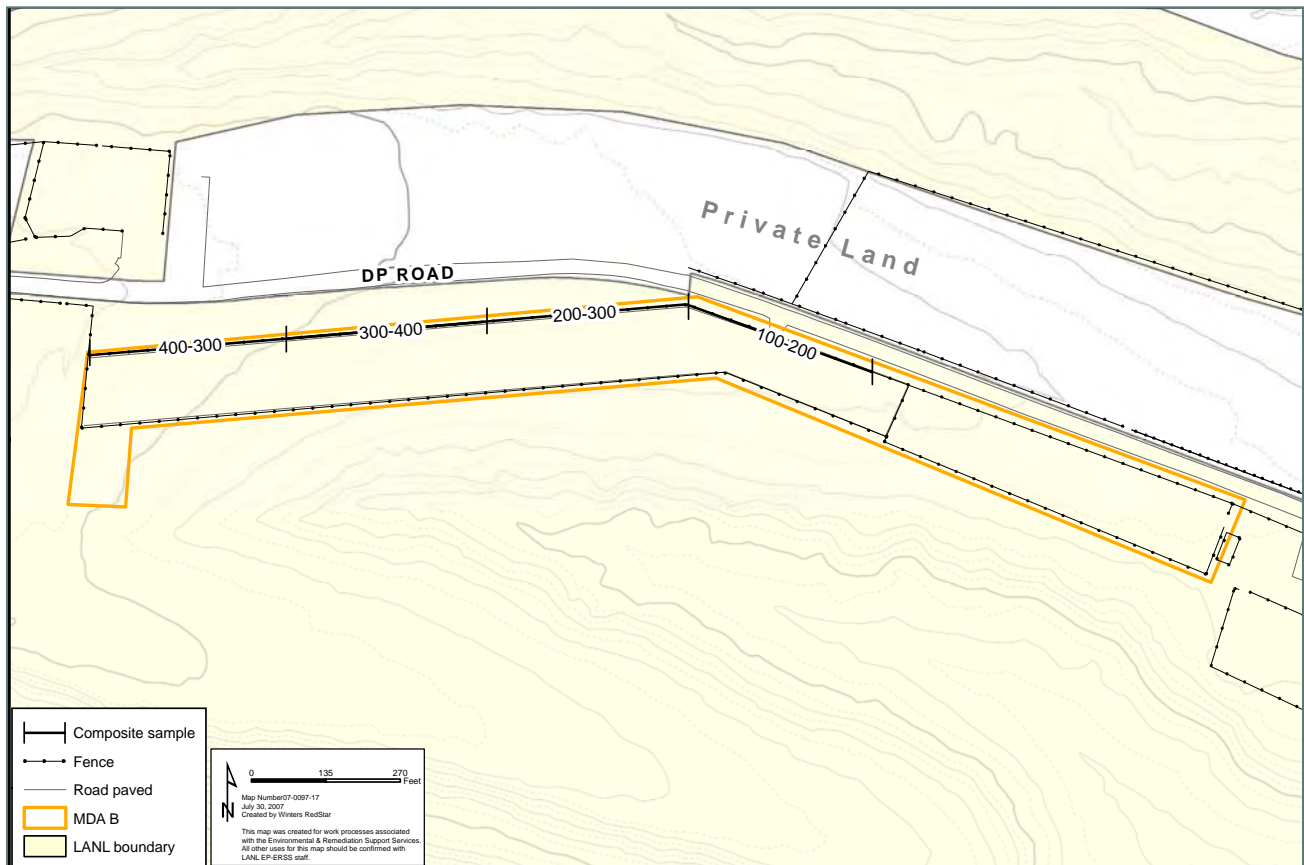 Private Land
DP ROAD
400-300
300-400
200-300
100-200
Composite sample
Fence
Road paved
MDA B
LANL boundary
0 135 270
Feet
N
Map Number07-0097-17
July 30, 2007
Created by Winters RedStar
This map was created for work processes associated
with the Environmental & Remediation Support Services.
All other uses for this map should be confirmed with
LANL EP-ERSS staff.